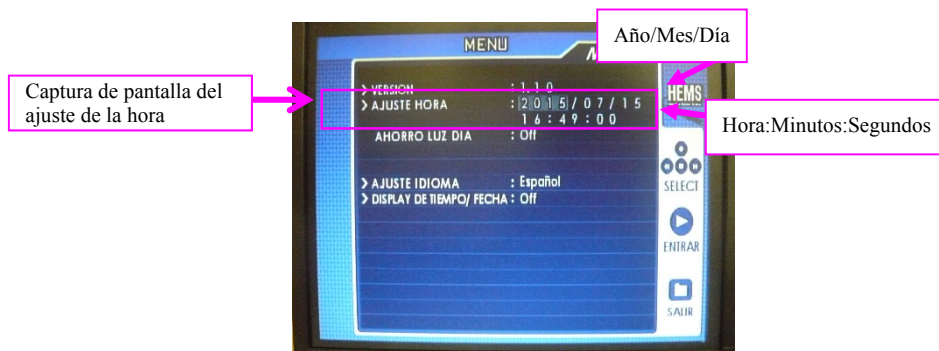 MENU
Año/Mes/Día
Captura de pantalla del
ajuste de la hora
VERSION : 1.10
HEMS
AJUSTE HORA : 2015/07/15
16:49:00
Hora:Minutos:Segundos
AHORRO LUZ DIA : Off
SELECT
AJUSTE IDIOMA : Español
DISPLAY DE TIEMPO/ FECHA : Off
ENTRAR
SALIR